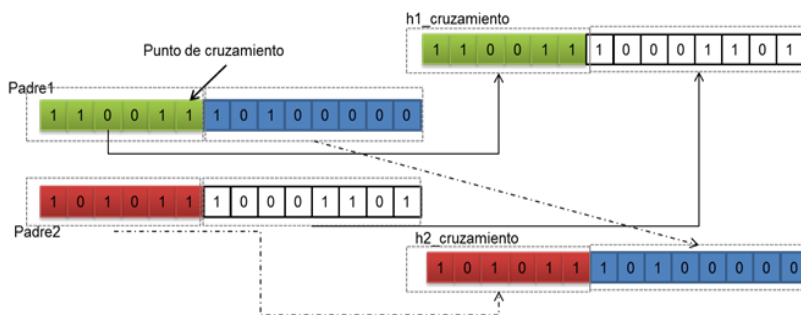 h1_cruzamiento
1 1 0 0 1 1 1 0 0 0 1 1 0 1
Punto de cruzamiento
Padre1
1 1 0 0 1 1 1 0 1 0 0 0 0 0
1 0 1 0 1 1 1 0 0 0 1 1 0 1
Padre2
h2_cruzamiento
1 0 1 0 1 1 1 0 1 0 0 0 0 0